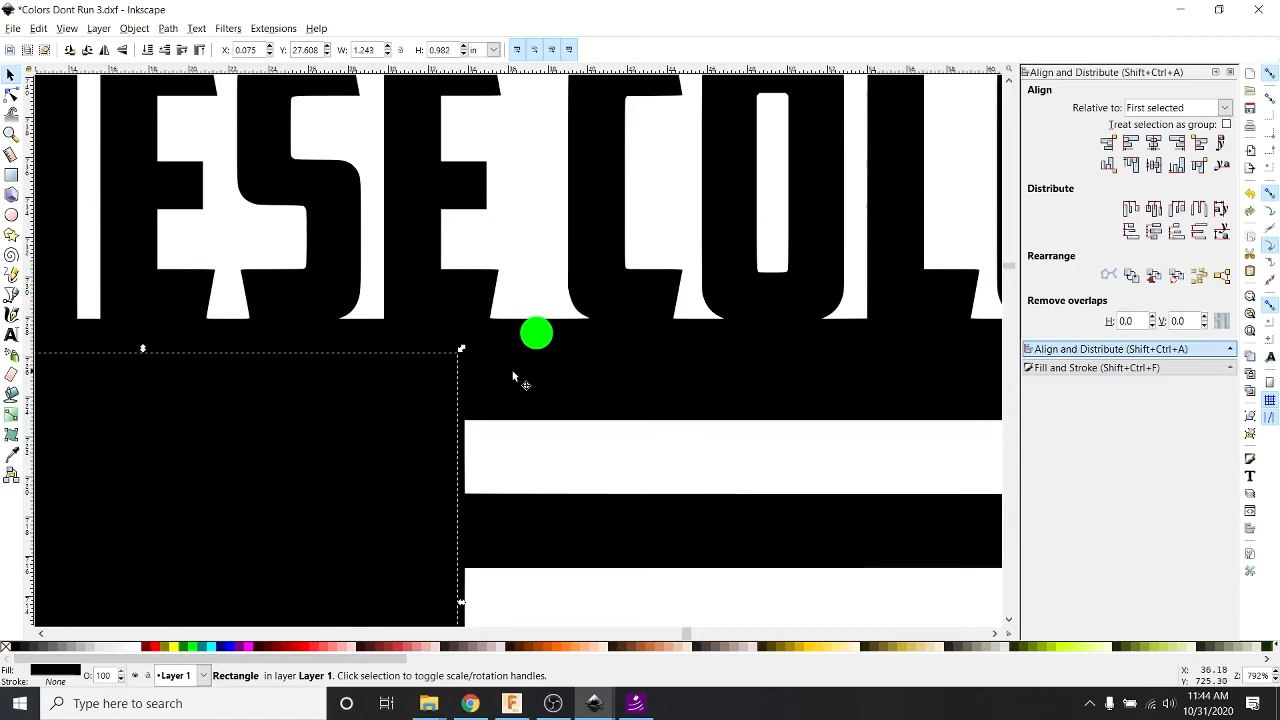 *Colors Dont Run 3.dxf - Inkscape
File Edit View Layer Object Path Text Filters Extensions Help
X: 0.075 Y: 27.608 W: 1.243 H: 0.982 in
Align and Distribute (Shift+Ctrl+A)
Align
Relative to: First selected
Treat selection as group:
Distribute
Rearrange
Remove overlaps
H: 0.0 V: 0.0
Align and Distribute (Shift+Ctrl+A)
Fill and Stroke (Shift+Ctrl+F)
ESE COL
Fill:
Stroke: None
O: 100
•Layer 1
Rectangle in layer Layer 1. Click selection to toggle scale/rotation handles.
X: 36.18
Y: 725.30
Z: 792%
Type here to search
11:44 AM
10/31/2020